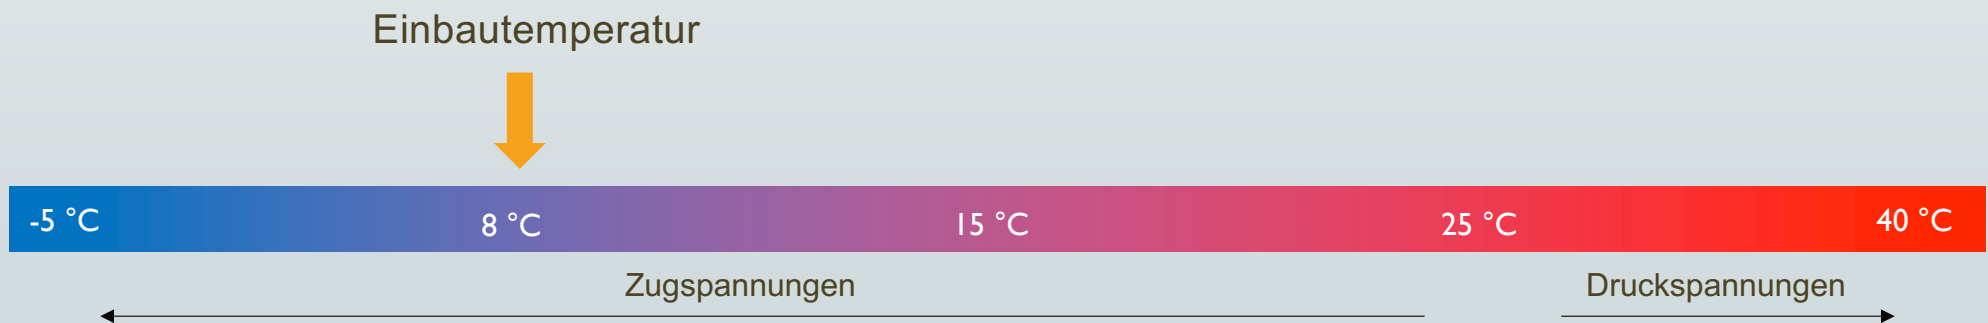 Einbautemperatur
-5 °C
8 °C
15 °C
25 °C
40 °C
Zugspannungen
Druckspannungen